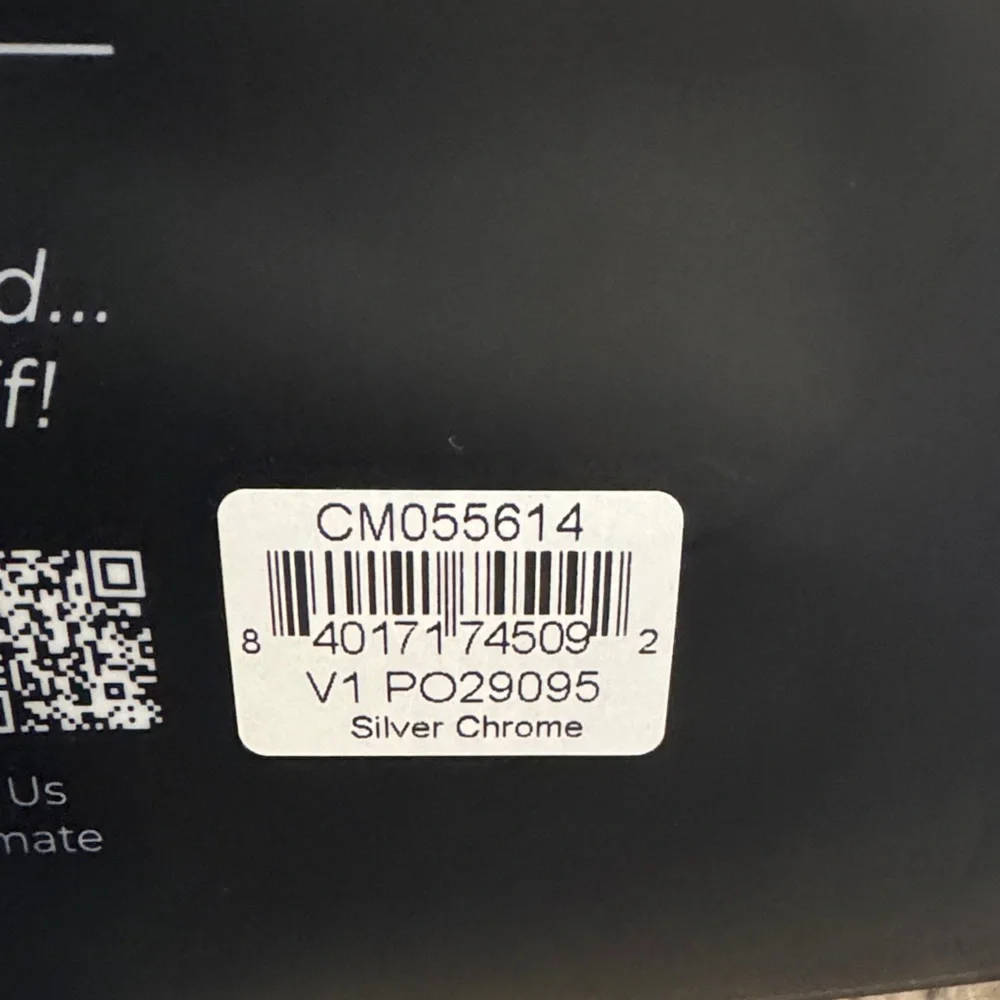 d...
f!
CM055614
8 40171 74509 2
V1 PO29095
Silver Chrome
Us
mate